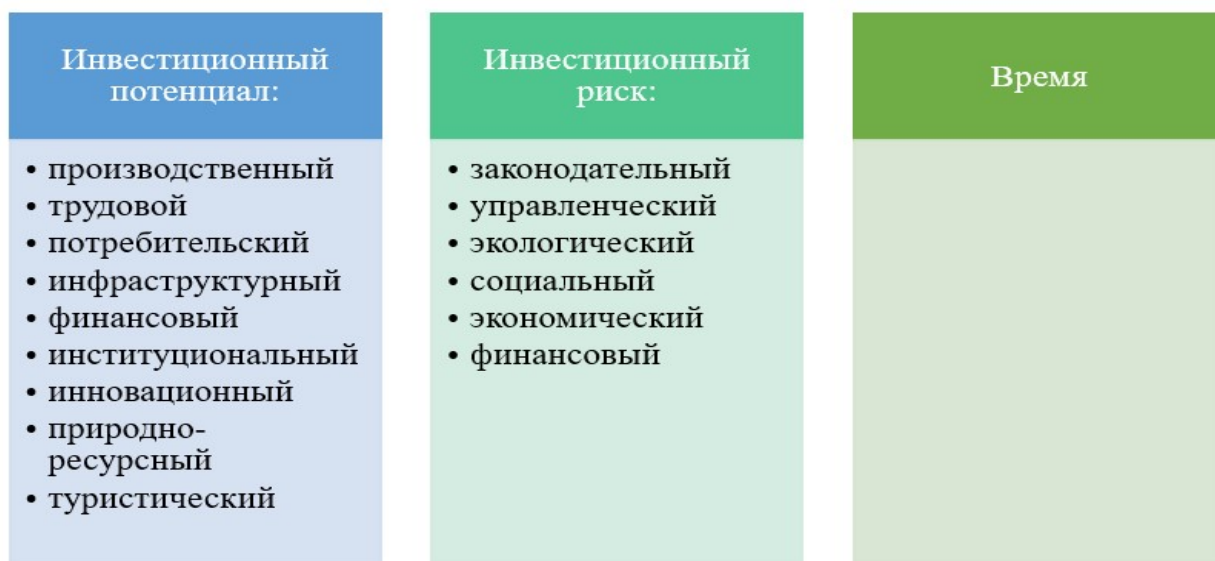 Инвестиционный
потенциал:
• производственный
• трудовой
• потребительский
• инфраструктурный
• финансовый
• институциональный
• инновационный
• природно-
ресурсный
• туристический
Инвестиционный
риск:
• законодательный
• управленческий
• экологический
• социальный
• экономический
• финансовый
Время